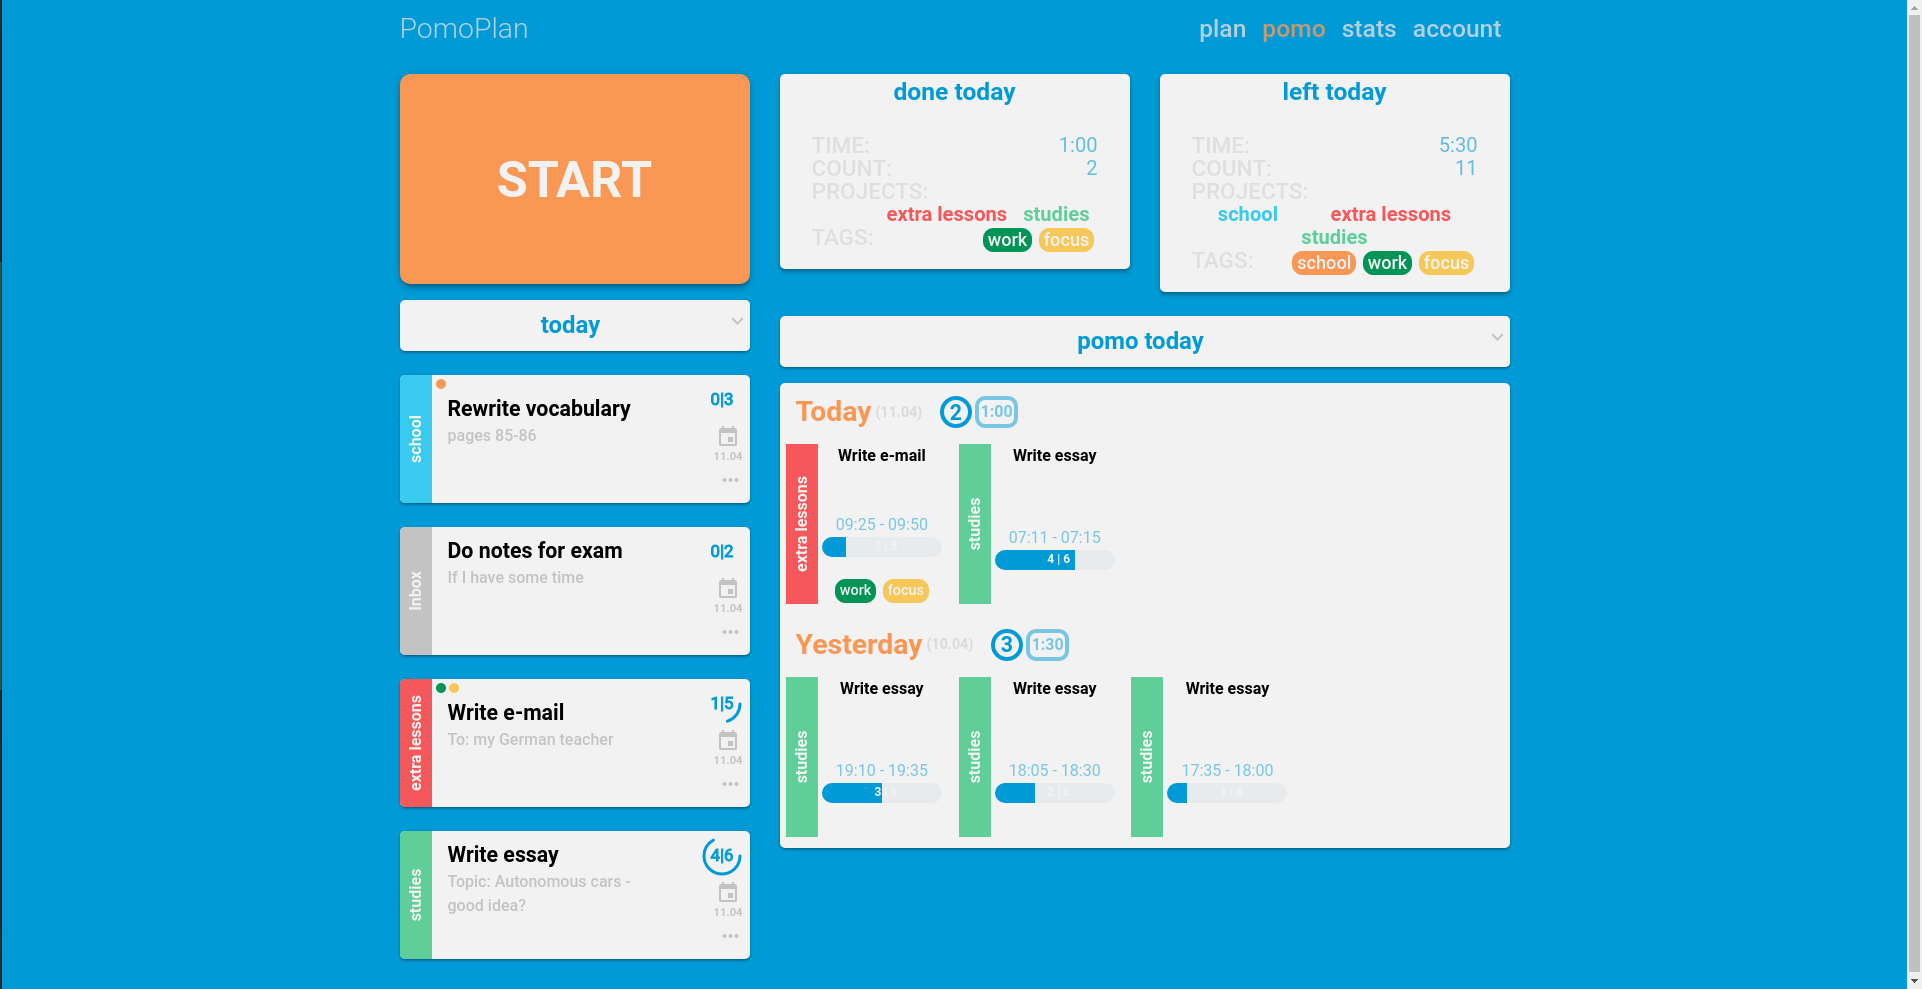 PomoPlan
plan pomo stats account
START
done today
TIME: 1:00
COUNT: 2
PROJECTS:
extra lessons studies
TAGS: work focus
left today
TIME: 5:30
COUNT: 11
PROJECTS:
school extra lessons
studies
TAGS: school work focus
today
school
Rewrite vocabulary 0|3
pages 85-86
11.04
Inbox
Do notes for exam 0|2
If I have some time
11.04
extra lessons
Write e-mail 1|5
To: my German teacher
11.04
studies
Write essay 4|6
Topic: Autonomous cars -
good idea?
11.04
pomo today
Today (11.04) 2 1:00
extra lessons
Write e-mail
09:25 - 09:50
1 | 5
work focus
studies
Write essay
07:11 - 07:15
4 | 6
Yesterday (10.04) 3 1:30
studies
Write essay
19:10 - 19:35
3 | 6
studies
Write essay
18:05 - 18:30
2 | 6
studies
Write essay
17:35 - 18:00
1 | 6